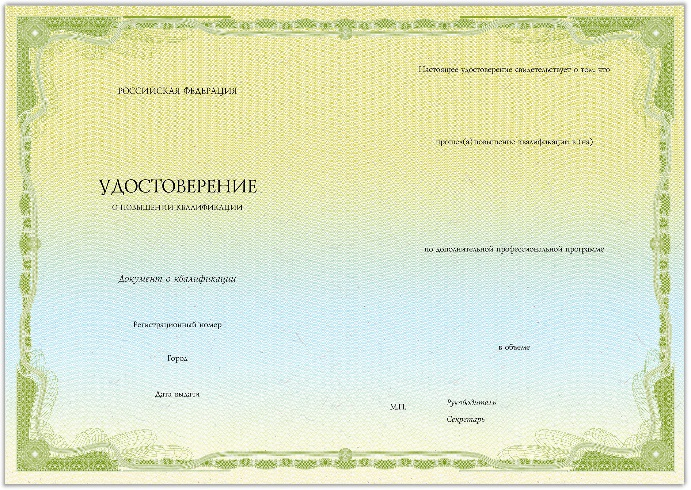 РОССИЙСКАЯ ФЕДЕРАЦИЯ
УДОСТОВЕРЕНИЕ
О ПОВЫШЕНИИ КВАЛИФИКАЦИИ
Документ о квалификации
Регистрационный номер
Город
Дата выдачи
Настоящее удостоверение свидетельствует о том, что
прошел(а) повышение квалификации в (на)
по дополнительной профессиональной программе
в объеме
М.П.
Руководитель
Секретарь